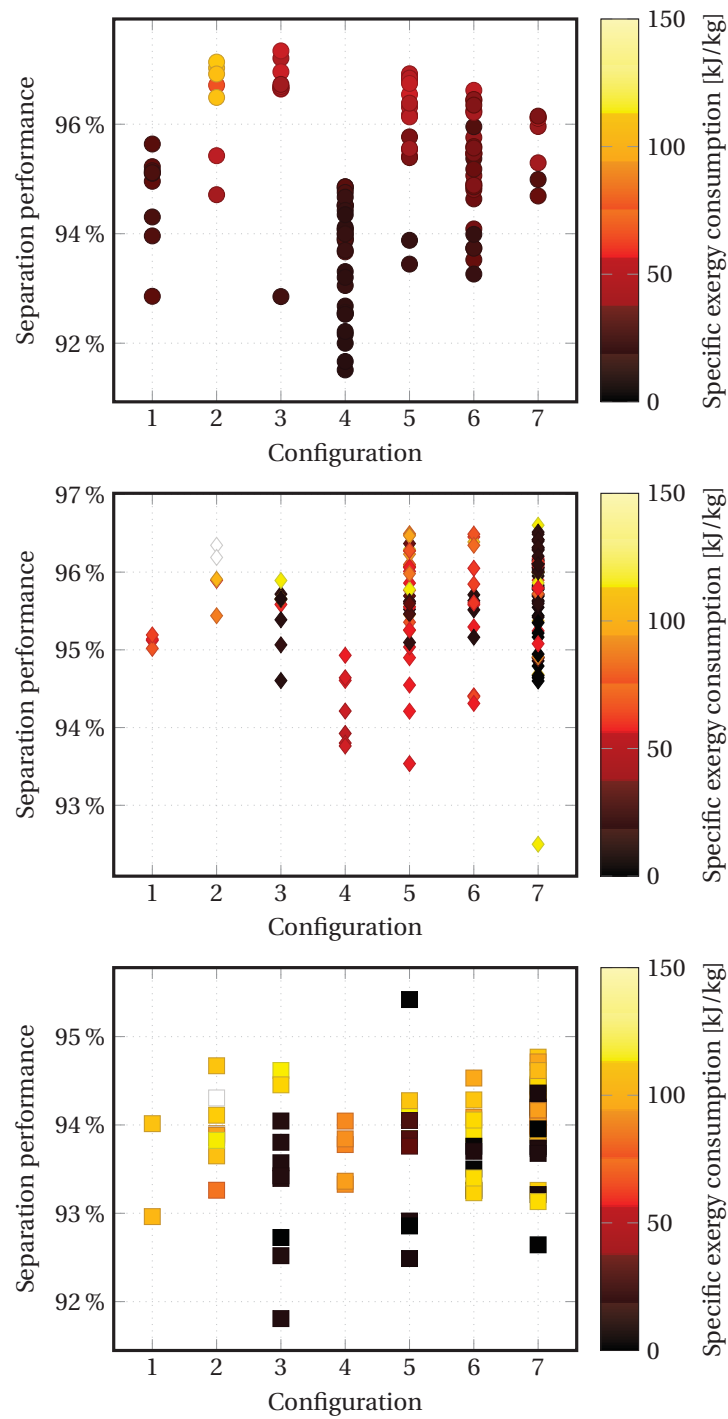 96 %
94 %
92 %
Separation performance
1 2 3 4 5 6 7
Configuration
150
100
50
0
Specific exergy consumption [kJ/kg]
97 %
96 %
95 %
94 %
93 %
Separation performance
1 2 3 4 5 6 7
Configuration
150
100
50
0
Specific exergy consumption [kJ/kg]
95 %
94 %
93 %
92 %
Separation performance
1 2 3 4 5 6 7
Configuration
150
100
50
0
Specific exergy consumption [kJ/kg]